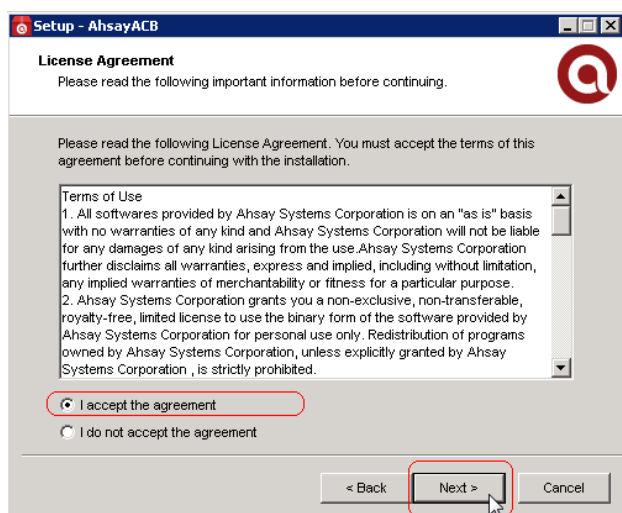 Setup - AhsayACB
License Agreement
Please read the following important information before continuing.
Please read the following License Agreement. You must accept the terms of this
agreement before continuing with the installation.
Terms of Use
1. All softwares provided by Ahsay Systems Corporation is on an "as is" basis
with no warranties of any kind and Ahsay Systems Corporation will not be liable
for any damages of any kind arising from the use.Ahsay Systems Corporation
further disclaims all warranties, express and implied, including without limitation,
any implied warranties of merchantability or fitness for a particular purpose.
2. Ahsay Systems Corporation grants you a non-exclusive, non-transferable,
royalty-free, limited license to use the binary form of the software provided by
Ahsay Systems Corporation for personal use only. Redistribution of programs
owned by Ahsay Systems Corporation, unless explicitly granted by Ahsay
Systems Corporation , is strictly prohibited.
I accept the agreement
I do not accept the agreement
< Back Next > Cancel